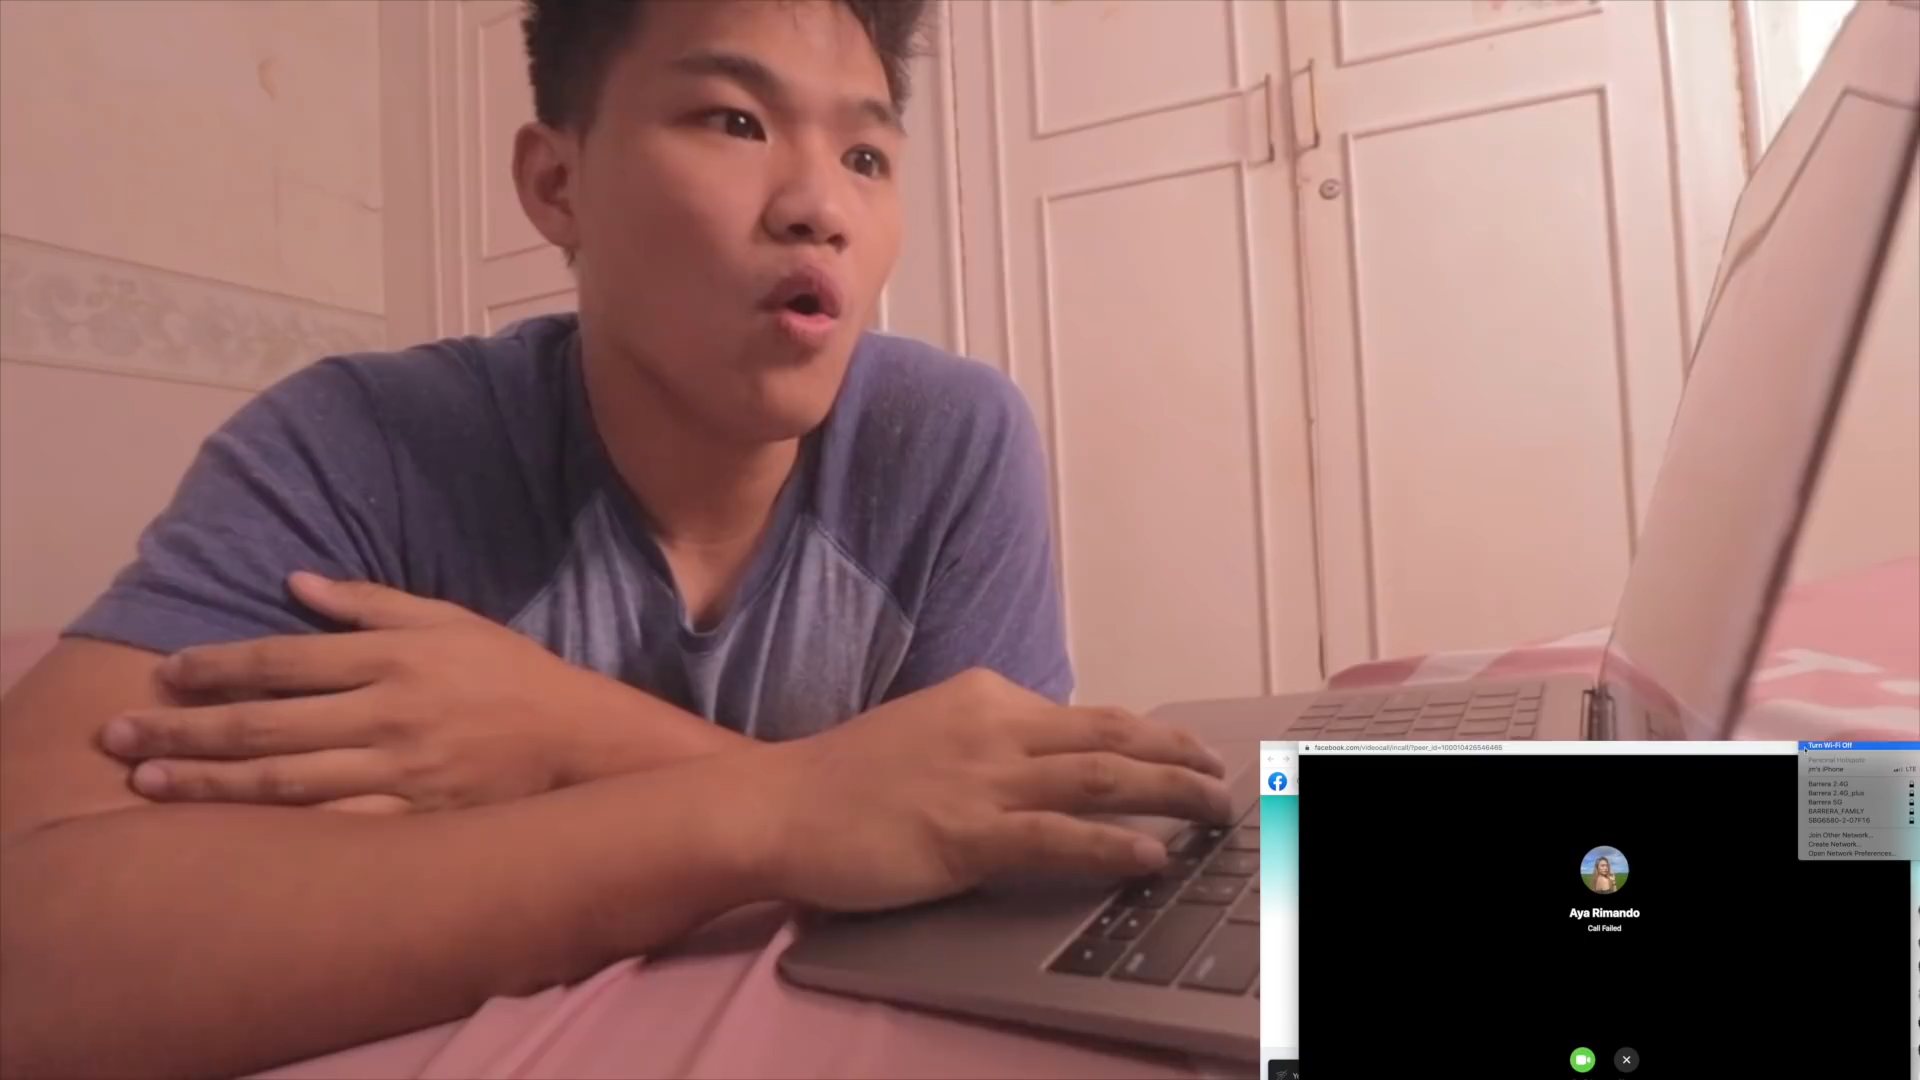 facebook.com/videocall/incall/?peer_id=100010426546466
Turn Wi-Fi Off
Personal Hotspots
jm's iPhone
LTE
Barrera 2.4G
Barrera 2.4G_plus
Barrera 5G
BARRERA_FAMILY
SBG6580-2-07F16
Join Other Network...
Create Network...
Open Network Preferences...
Aya Rimando
Call Failed